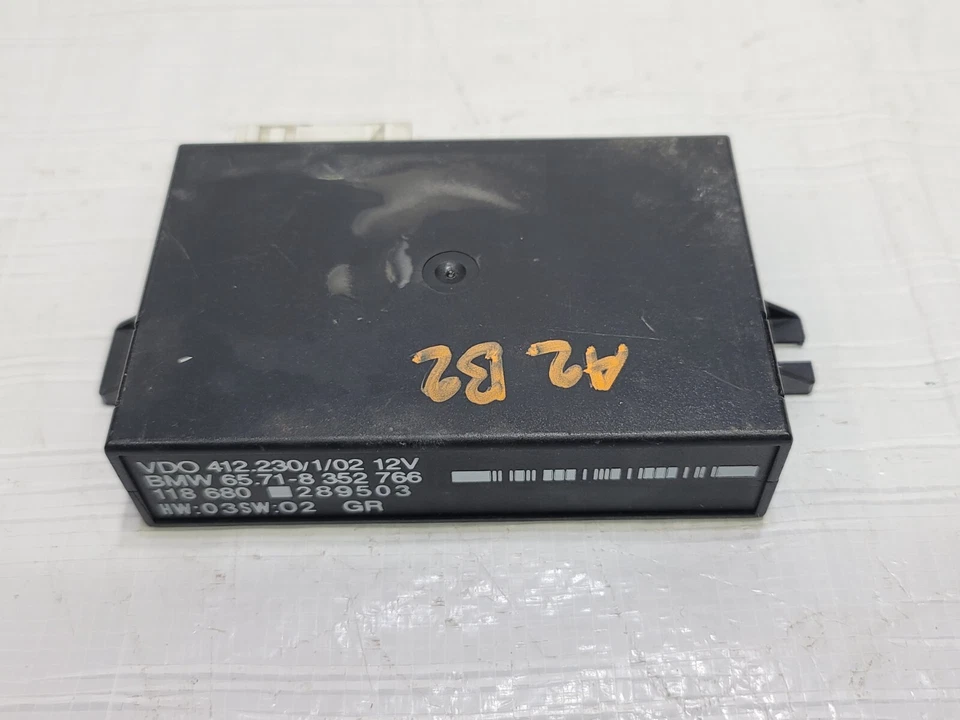 A2 B2
VDO 412.230/1/02 12V
BMW 65.71-8 352 766
118 680 289503
HW:03SW:02 GR